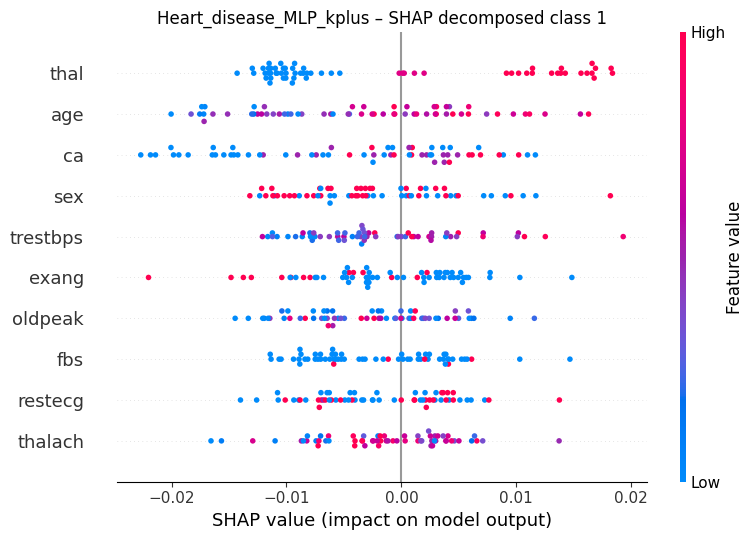 Heart_disease_MLP_kplus – SHAP decomposed class 1
High
thal
age
ca
sex
trestbps
exang
oldpeak
fbs
restecg
thalach
Feature value
Low
−0.02 −0.01 0.00 0.01 0.02
SHAP value (impact on model output)